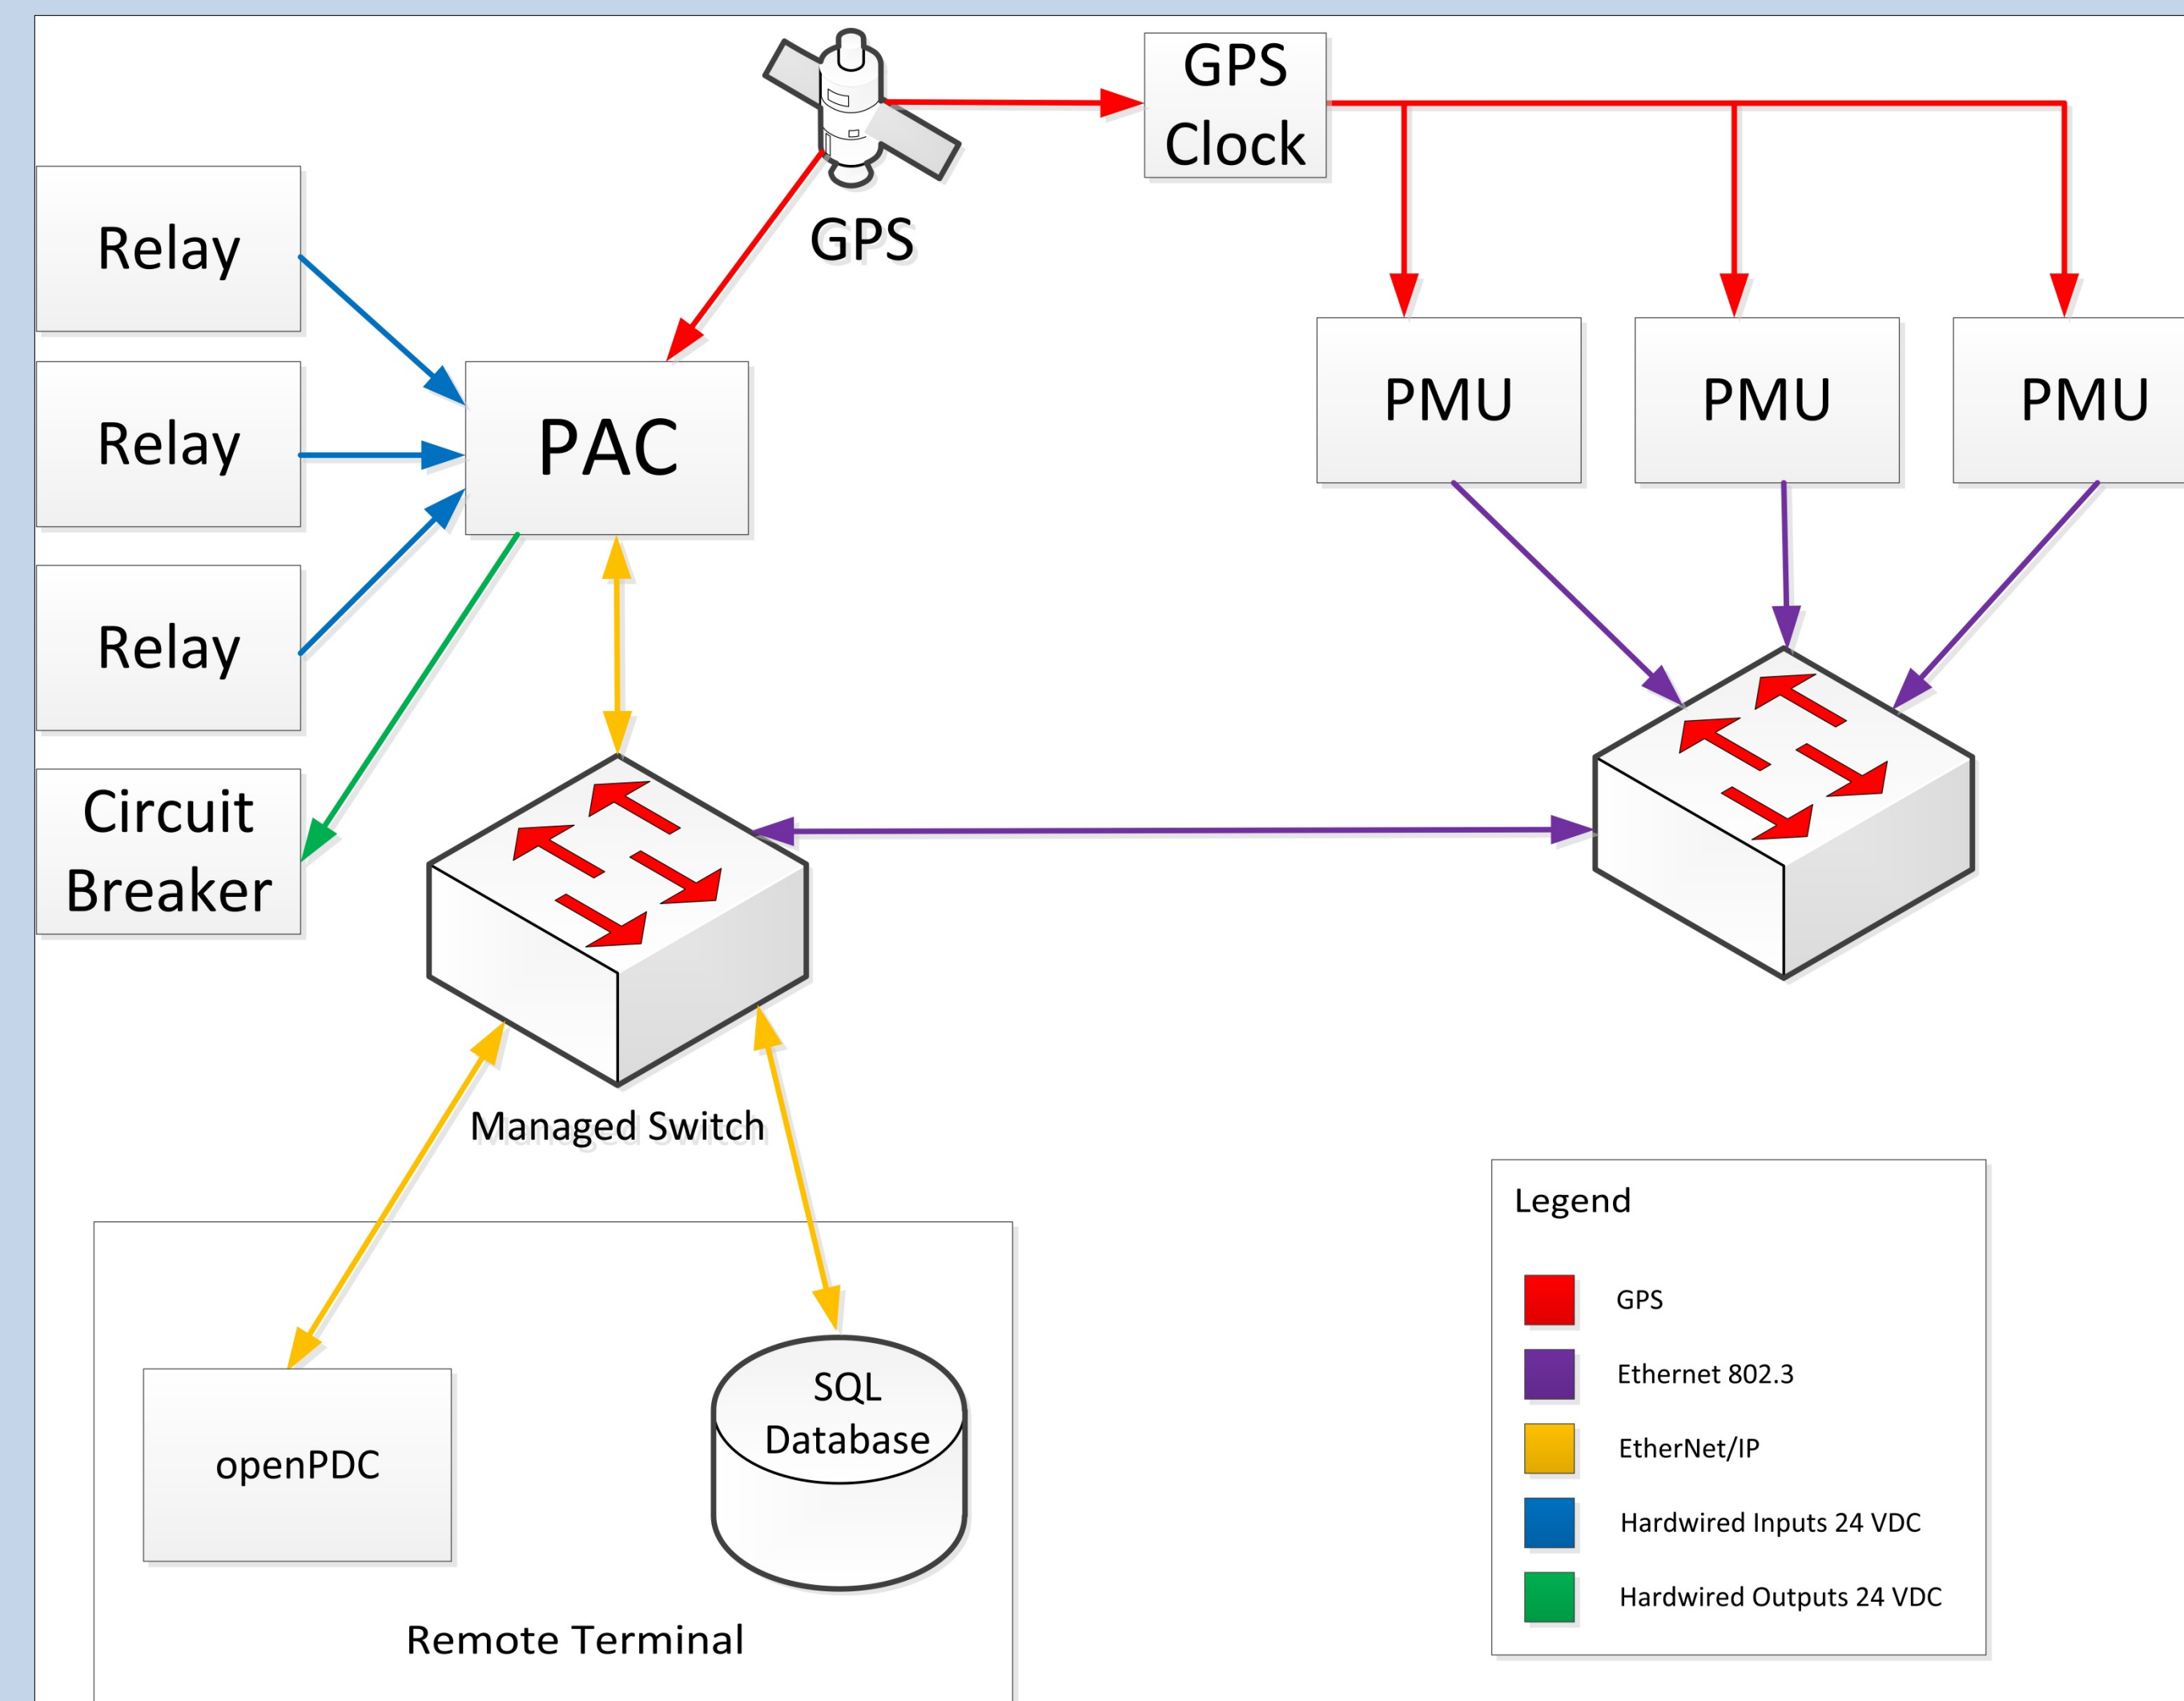 GPS
Clock
GPS
Relay
Relay
Relay
PAC
PMU
PMU
PMU
Circuit
Breaker
Managed Switch
openPDC
SQL
Database
Remote Terminal
Legend
GPS
Ethernet 802.3
EtherNet/IP
Hardwired Inputs 24 VDC
Hardwired Outputs 24 VDC